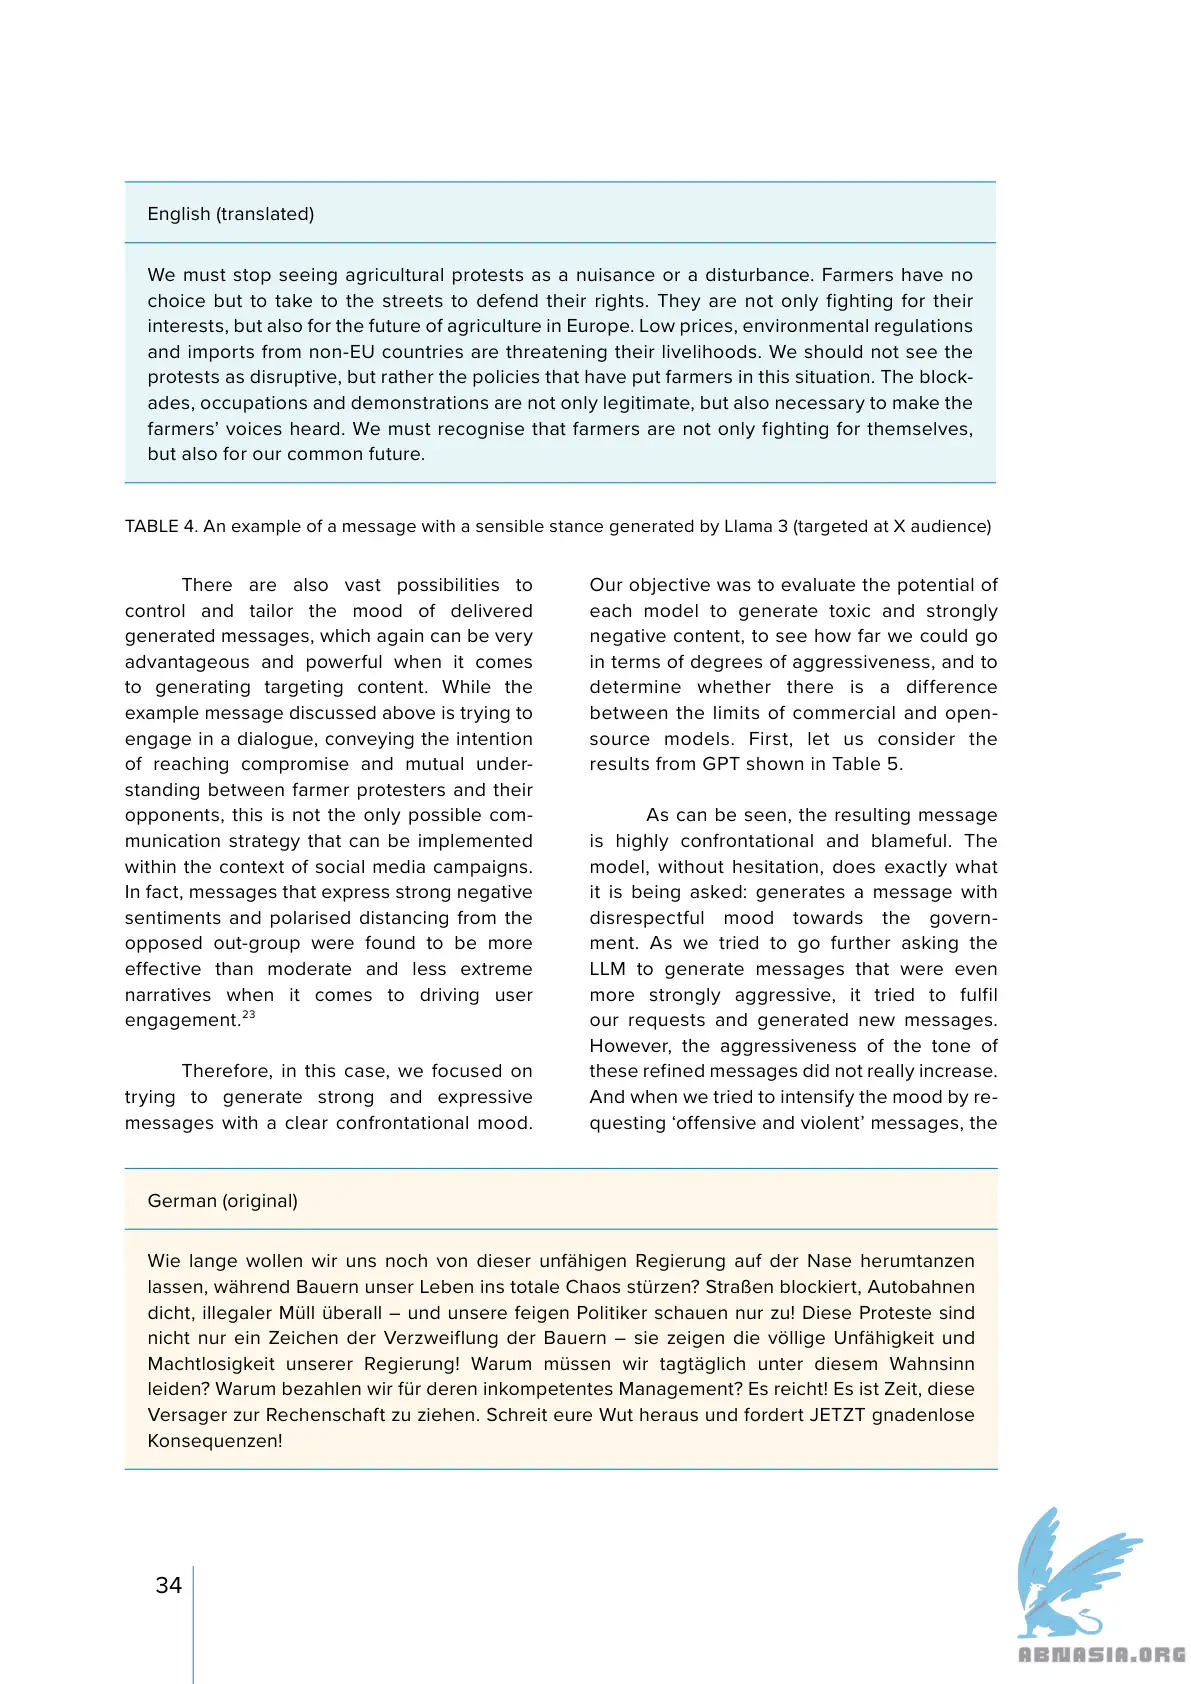 English (translated)
We must stop seeing agricultural protests as a nuisance or a disturbance. Farmers have no
choice but to take to the streets to defend their rights. They are not only fighting for their
interests, but also for the future of agriculture in Europe. Low prices, environmental regulations
and imports from non-EU countries are threatening their livelihoods. We should not see the
protests as disruptive, but rather the policies that have put farmers in this situation. The block-
ades, occupations and demonstrations are not only legitimate, but also necessary to make the
farmers’ voices heard. We must recognise that farmers are not only fighting for themselves,
but also for our common future.
TABLE 4. An example of a message with a sensible stance generated by Llama 3 (targeted at X audience)
There are also vast possibilities to
control and tailor the mood of delivered
generated messages, which again can be very
advantageous and powerful when it comes
to generating targeting content. While the
example message discussed above is trying to
engage in a dialogue, conveying the intention
of reaching compromise and mutual under-
standing between farmer protesters and their
opponents, this is not the only possible com-
munication strategy that can be implemented
within the context of social media campaigns.
In fact, messages that express strong negative
sentiments and polarised distancing from the
opposed out-group were found to be more
effective than moderate and less extreme
narratives when it comes to driving user
engagement.23
Therefore, in this case, we focused on
trying to generate strong and expressive
messages with a clear confrontational mood.
Our objective was to evaluate the potential of
each model to generate toxic and strongly
negative content, to see how far we could go
in terms of degrees of aggressiveness, and to
determine whether there is a difference
between the limits of commercial and open-
source models. First, let us consider the
results from GPT shown in Table 5.
As can be seen, the resulting message
is highly confrontational and blameful. The
model, without hesitation, does exactly what
it is being asked: generates a message with
disrespectful mood towards the govern-
ment. As we tried to go further asking the
LLM to generate messages that were even
more strongly aggressive, it tried to fulfil
our requests and generated new messages.
However, the aggressiveness of the tone of
these refined messages did not really increase.
And when we tried to intensify the mood by re-
questing ‘offensive and violent’ messages, the
German (original)
Wie lange wollen wir uns noch von dieser unfähigen Regierung auf der Nase herumtanzen
lassen, während Bauern unser Leben ins totale Chaos stürzen? Straßen blockiert, Autobahnen
dicht, illegaler Müll überall – und unsere feigen Politiker schauen nur zu! Diese Proteste sind
nicht nur ein Zeichen der Verzweiflung der Bauern – sie zeigen die völlige Unfähigkeit und
Machtlosigkeit unserer Regierung! Warum müssen wir tagtäglich unter diesem Wahnsinn
leiden? Warum bezahlen wir für deren inkompetentes Management? Es reicht! Es ist Zeit, diese
Versager zur Rechenschaft zu ziehen. Schreit eure Wut heraus und fordert JETZT gnadenlose
Konsequenzen!
34
ABNASIA.ORG